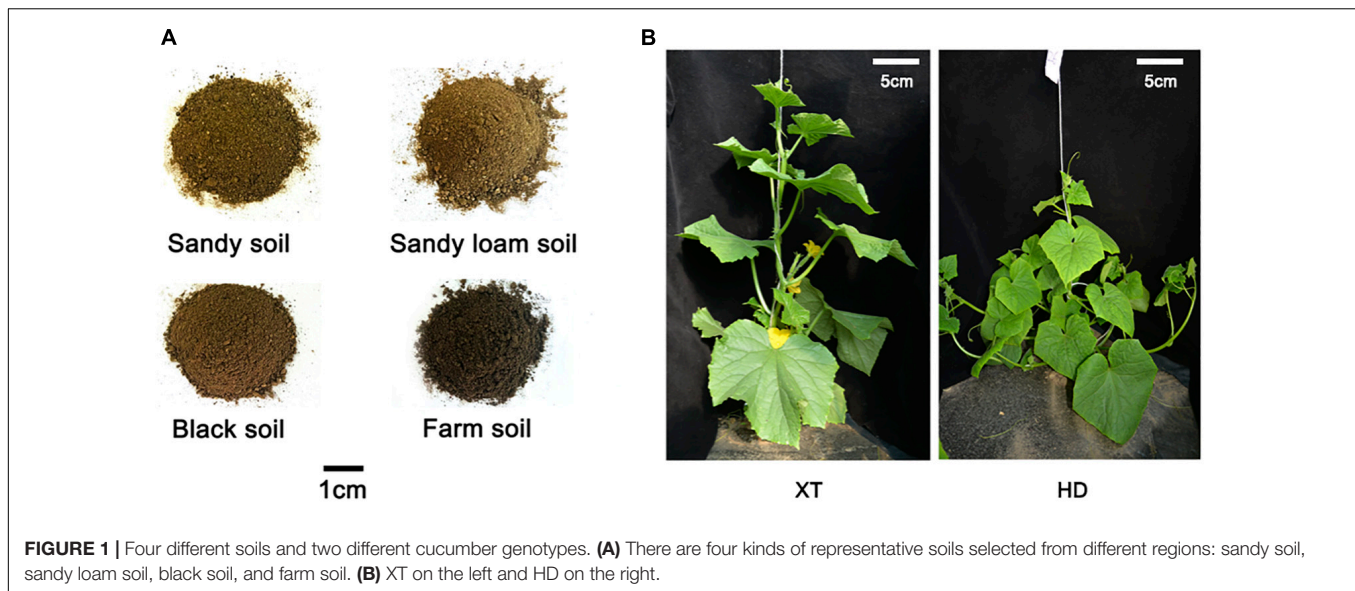 A
Sandy soil
Sandy loam soil
Black soil
Farm soil
1cm
B
5cm
5cm
XT
HD
FIGURE 1 | Four different soils and two different cucumber genotypes. (A) There are four kinds of representative soils selected from different regions: sandy soil,
sandy loam soil, black soil, and farm soil. (B) XT on the left and HD on the right.